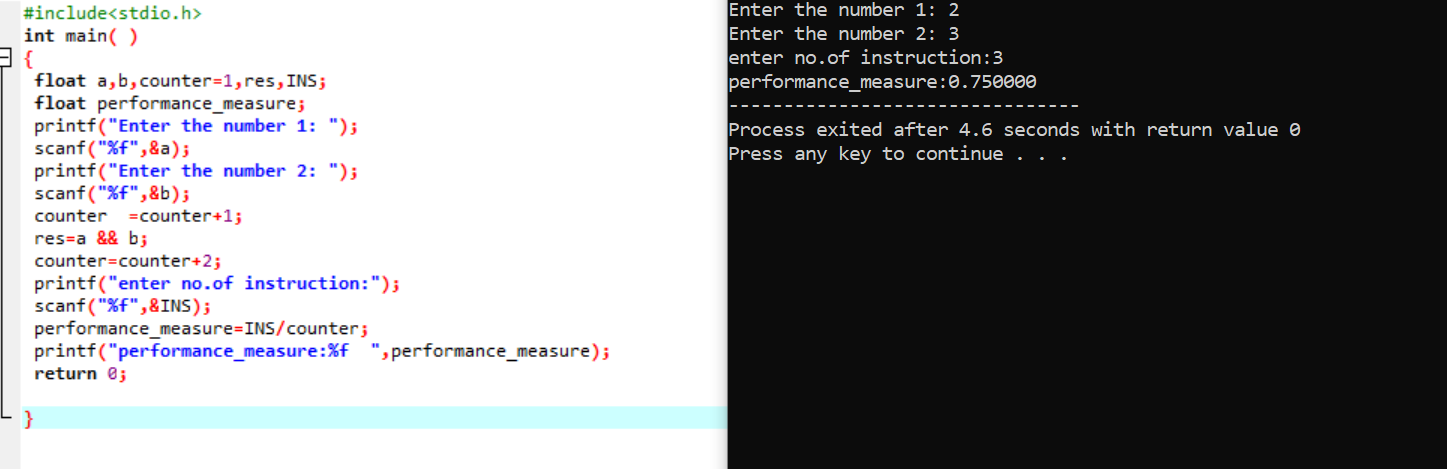 #include<stdio.h>
int main( )
{
float a,b,counter=1,res,INS;
float performance_measure;
printf("Enter the number 1: ");
scanf("%f",&a);
printf("Enter the number 2: ");
scanf("%f",&b);
counter  =counter+1;
res=a && b;
counter=counter+2;
printf("enter no.of instruction:");
scanf("%f",&INS);
performance_measure=INS/counter;
printf("performance_measure:%f  ",performance_measure);
return 0;
}
Enter the number 1: 2
Enter the number 2: 3
enter no.of instruction:3
performance_measure:0.750000
--------------------------------
Process exited after 4.6 seconds with return value 0
Press any key to continue . . .